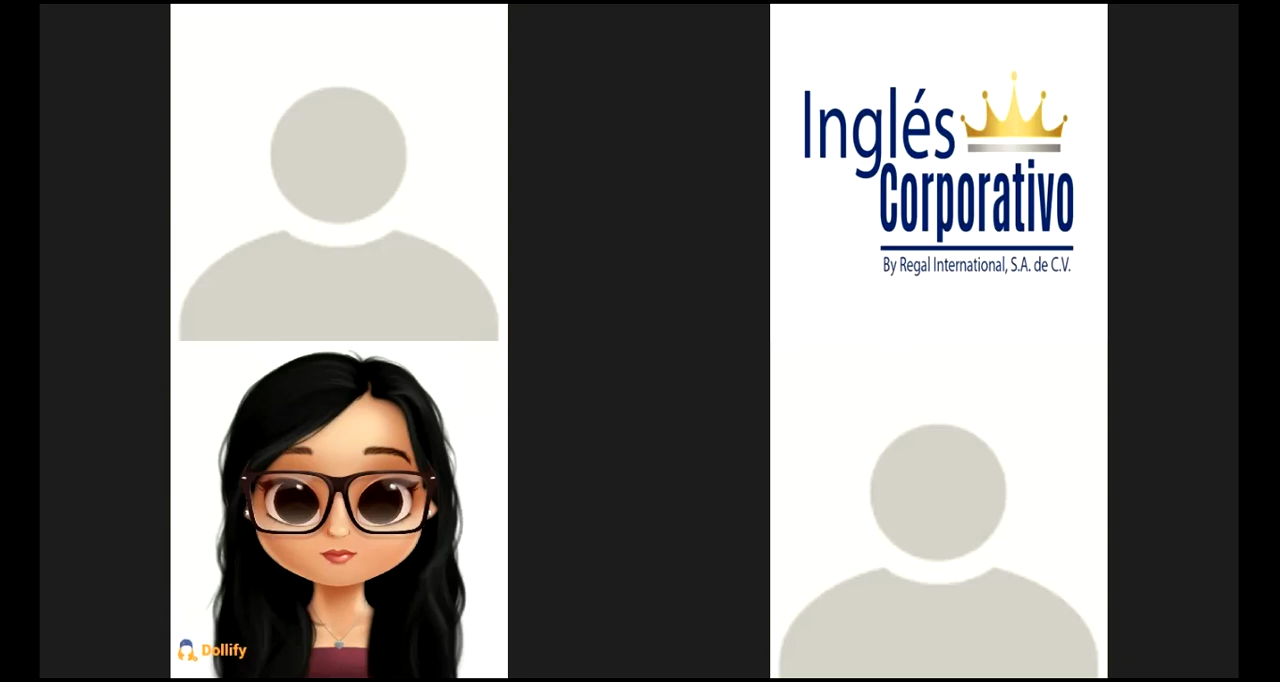 Inglés
Corporativo
By Regal International, S.A. de C.V.
Dollify